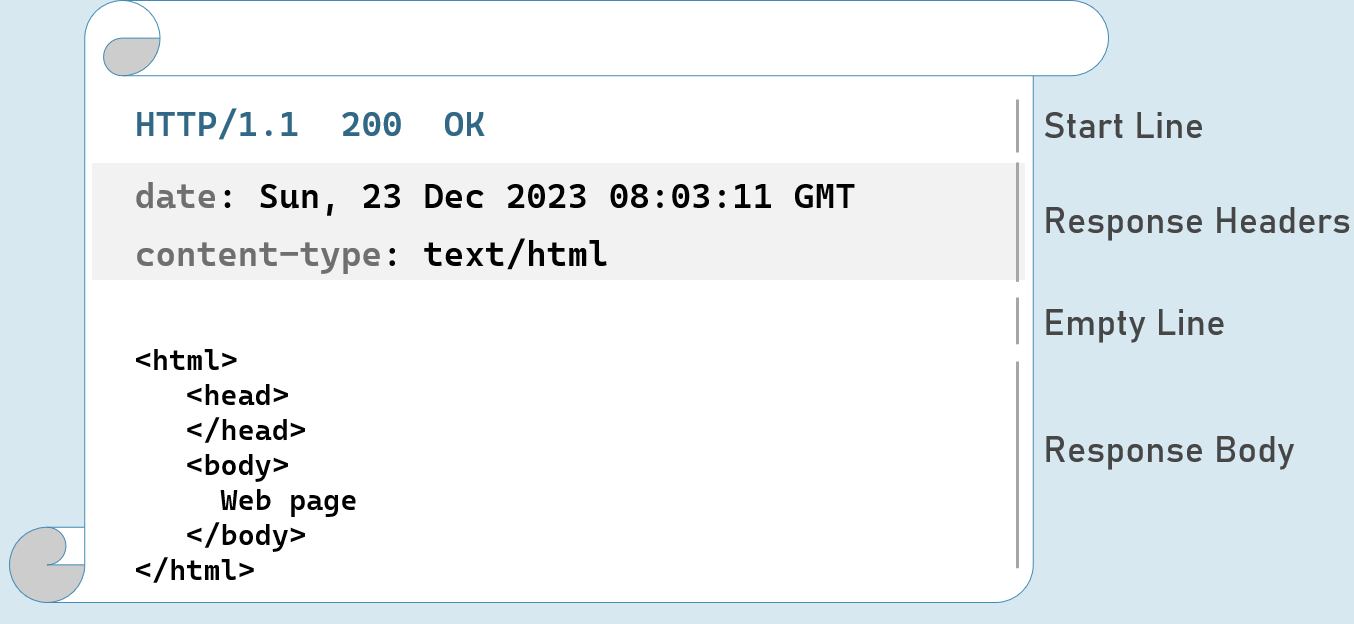 HTTP/1.1 200 OK
Start Line
date: Sun, 23 Dec 2023 08:03:11 GMT
content-type: text/html
Response Headers
Empty Line
<html>
<head>
</head>
<body>
Web page
</body>
</html>
Response Body